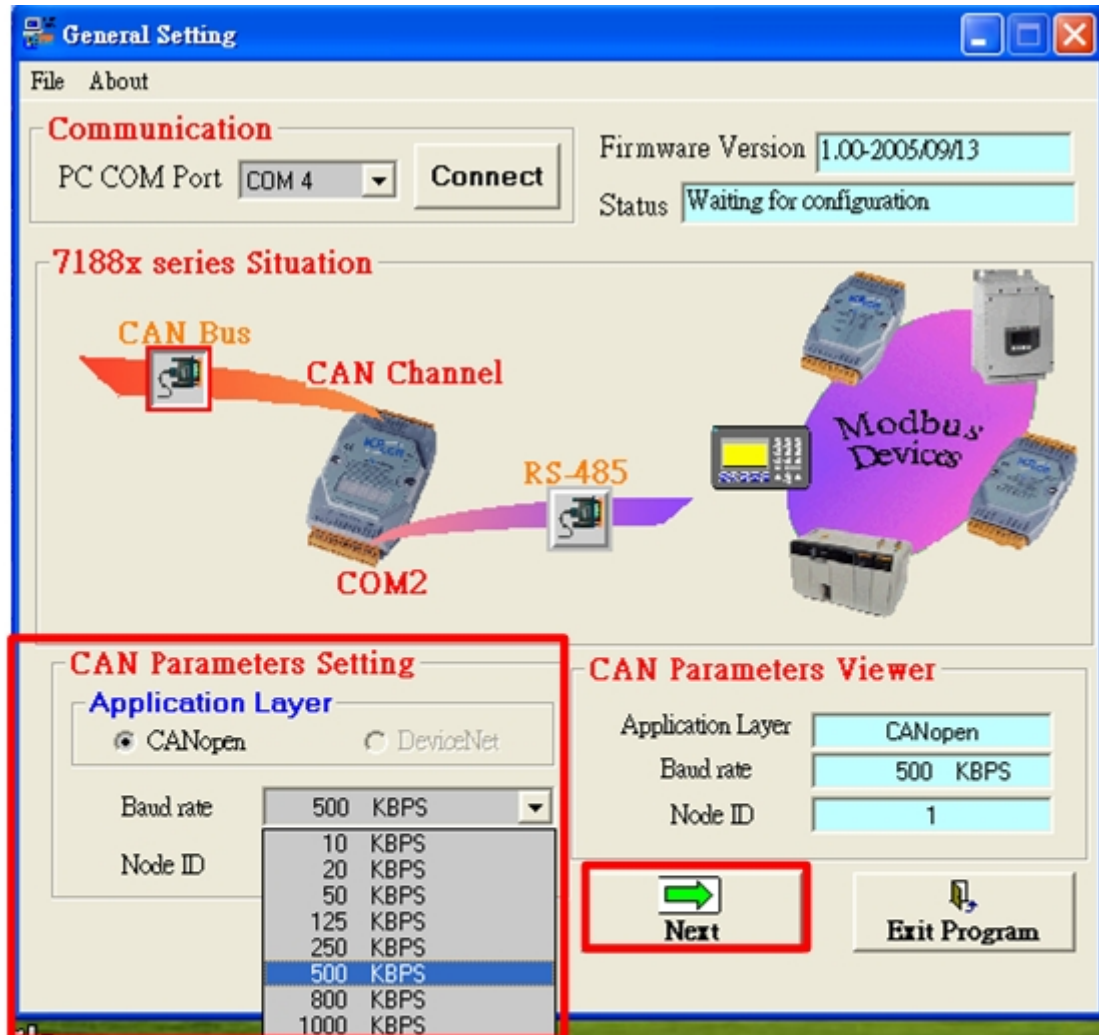 General Setting
File About
Communication
PC COM Port COM 4 Connect
Firmware Version 1.00-2005/09/13
Status Waiting for configuration
7188x series Situation
CAN Bus
CAN Channel
RS-485
COM2
Modbus
Devices
CAN Parameters Setting
Application Layer
CANopen DeviceNet
Baud rate 500 KBPS
Node ID
10 KBPS
20 KBPS
50 KBPS
125 KBPS
250 KBPS
500 KBPS
800 KBPS
1000 KBPS
CAN Parameters Viewer
Application Layer CANopen
Baud rate 500 KBPS
Node ID 1
Next
Exit Program